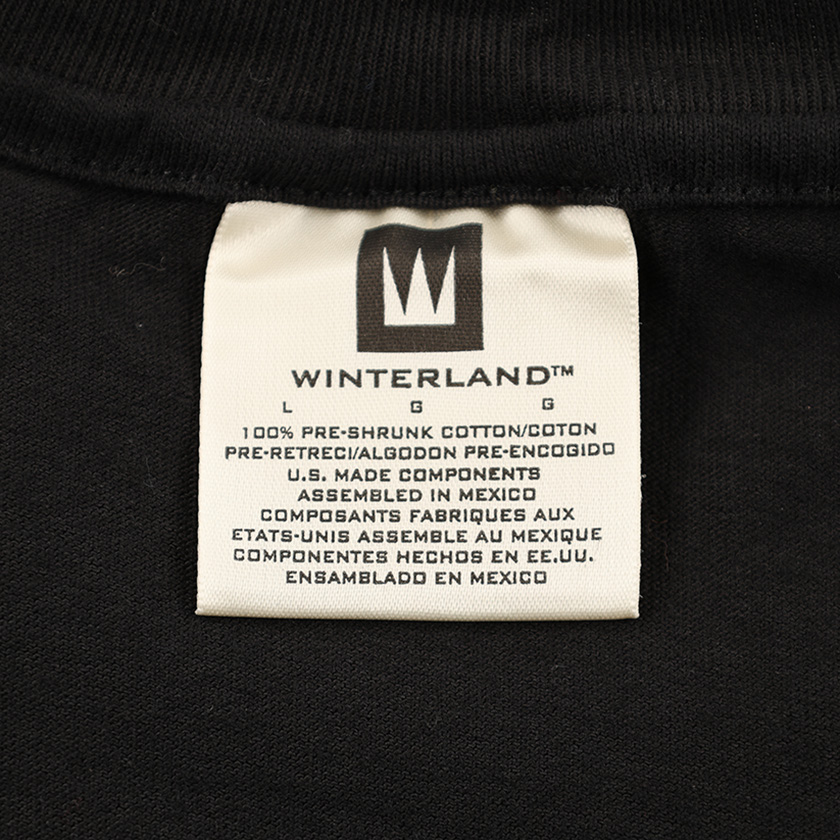 W
WINTERLAND™
L G G
100% PRE-SHRUNK COTTON/COTON
PRE-RETRECI/ALGODON PRE-ENCOGIDO
U.S. MADE COMPONENTS
ASSEMBLED IN MEXICO
COMPOSANTS FABRIQUES AUX
ETATS-UNIS ASSEMBLE AU MEXIQUE
COMPONENTES HECHOS EN EE.UU.
ENSAMBLADO EN MEXICO